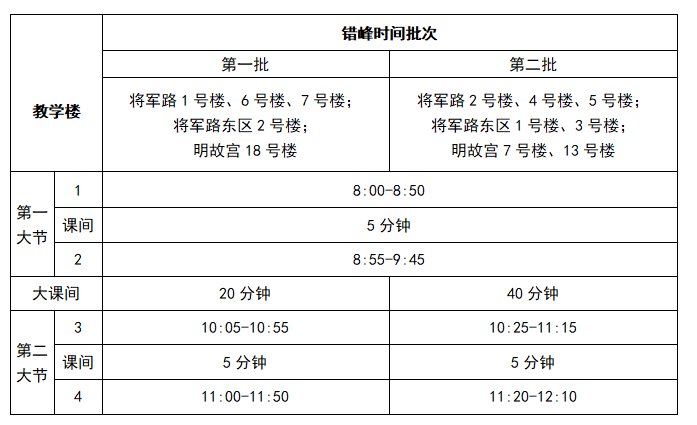 错峰时间批次
第一批
第二批
教学楼
将军路 1 号楼、6 号楼、7 号楼；
将军路东区 2 号楼；
明故宫 18 号楼
将军路 2 号楼、4 号楼、5 号楼；
将军路东区 1 号楼、3 号楼；
明故宫 7 号楼、13 号楼
第一
大节
1
8:00-8:50
课间
5 分钟
2
8:55-9:45
大课间
20 分钟
40 分钟
第二
大节
3
10:05-10:55
10:25-11:15
课间
5 分钟
5 分钟
4
11:00-11:50
11:20-12:10